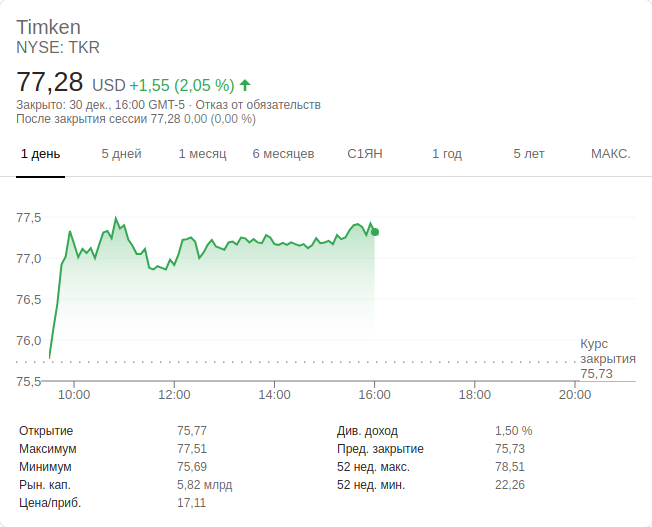 Timken
NYSE: TKR
77,28 USD +1,55 (2,05 %)
Закрыто: 30 дек., 16:00 GMT-5 · Отказ от обязательств
После закрытия сессии 77,28 0,00 (0,00 %)
1 день 5 дней 1 месяц 6 месяцев С1ЯН 1 год 5 лет МАКС.
77,5
77,0
76,5
76,0
75,5
Курс
закрытия
75,73
10:00 12:00 14:00 16:00 18:00 20:00
Открытие 75,77 Див. доход 1,50 %
Максимум 77,51 Пред. закрытие 75,73
Минимум 75,69 52 нед. макс. 78,51
Рын. кап. 5,82 млрд 52 нед. мин. 22,26
Цена/приб. 17,11